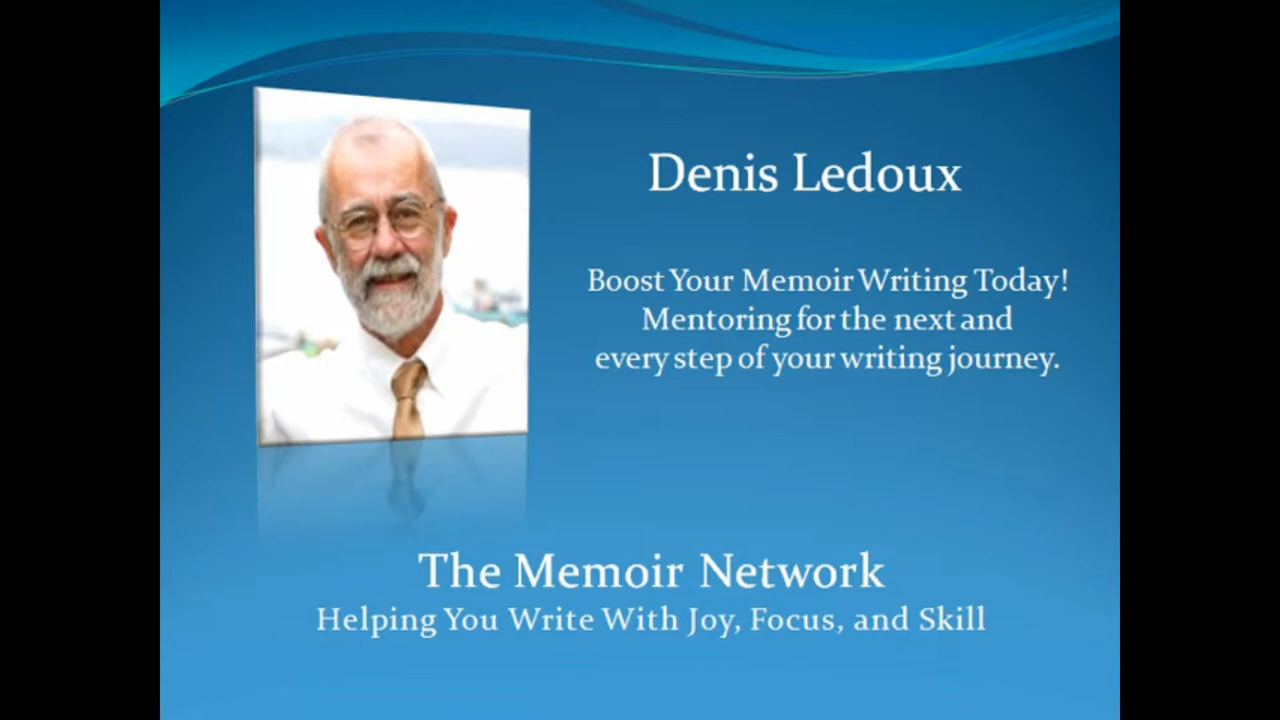 Denis Ledoux
Boost Your Memoir Writing Today!
Mentoring for the next and
every step of your writing journey.
The Memoir Network
Helping You Write With Joy, Focus, and Skill